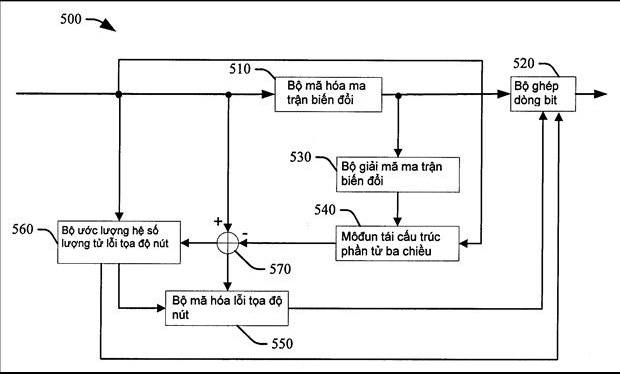 500
510
Bộ mã hóa ma
trận biến đổi
520
Bộ ghép
dòng bit
530
Bộ giải mã ma trận
biến đổi
540
Môđun tái cấu trúc
phần tử ba chiều
560
Bộ ước lượng hệ số
lượng tử lỗi tọa độ nút
+
-
570
Bộ mã hóa lỗi tọa độ
nút
550